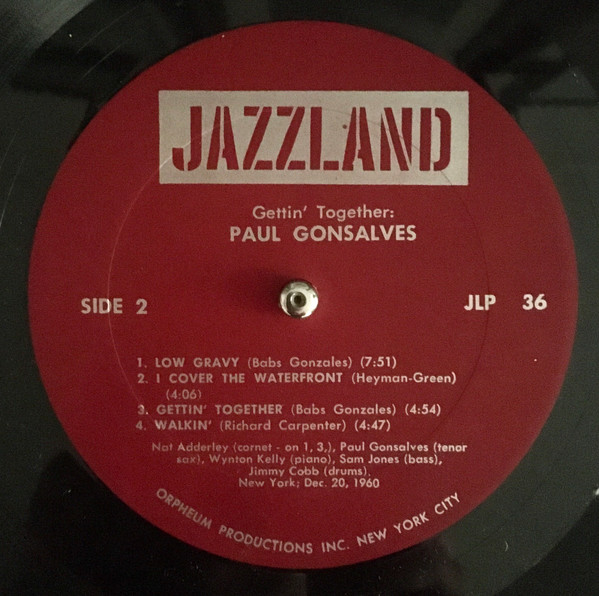 JAZZLAND
Gettin' Together:
PAUL GONSALVES
SIDE 2
JLP 36
1. LOW GRAVY (Babs Gonzales) (7:51)
2. I COVER THE WATERFRONT (Heyman-Green)
(4:06)
3. GETTIN' TOGETHER (Babs Gonzales) (4:54)
4. WALKIN' (Richard Carpenter) (4:47)
Nat Adderley (cornet - on 1, 3,), Paul Gonsalves (tenor
sax), Wynton Kelly (piano), Sam Jones (bass),
Jimmy Cobb (drums).
New York; Dec. 20, 1960
ORPHEUM PRODUCTIONS INC. NEW YORK CITY